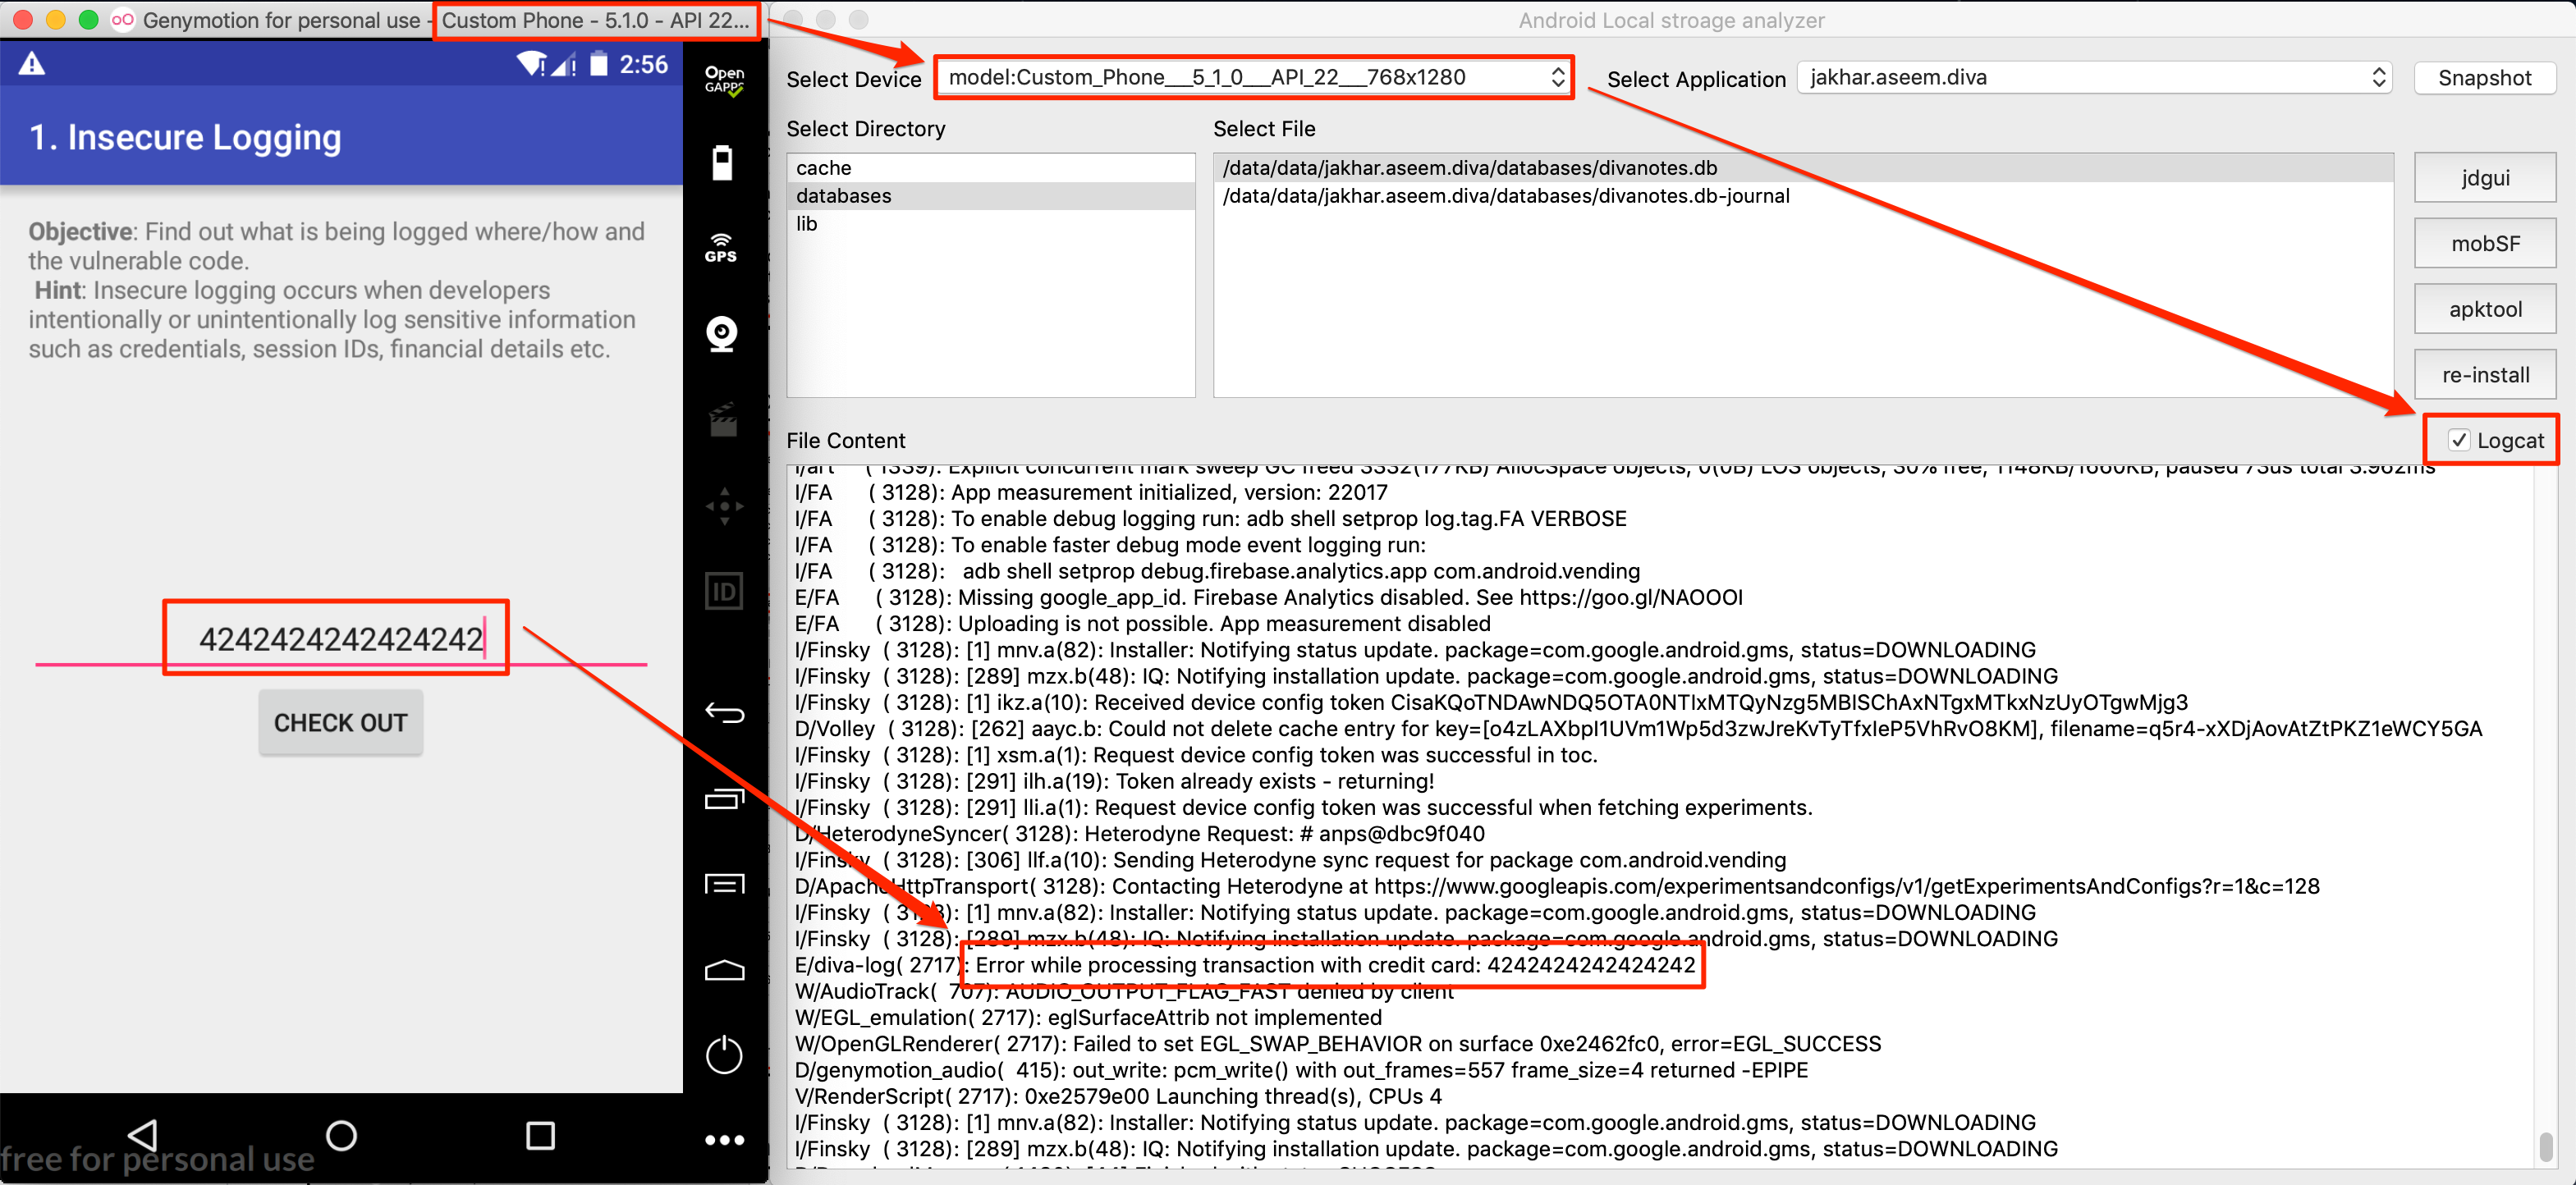 Genymotion for personal use - Custom Phone - 5.1.0 - API 22...
2:56
1. Insecure Logging
Objective: Find out what is being logged where/how and
the vulnerable code.
Hint: Insecure logging occurs when developers
intentionally or unintentionally log sensitive information
such as credentials, session IDs, financial details etc.
4242424242424242
CHECK OUT
free for personal use
Open
GAPPS
GPS
ID
Android Local stroage analyzer
Select Device
model:Custom_Phone___5_1_0___API_22___768x1280
Select Application
jakhar.aseem.diva
Snapshot
Select Directory
cache
databases
lib
Select File
/data/data/jakhar.aseem.diva/databases/divanotes.db
/data/data/jakhar.aseem.diva/databases/divanotes.db-journal
jdgui
mobSF
apktool
re-install
Logcat
File Content
I/art ( 1339): Explicit concurrent mark sweep GC freed 3332(177KB) AllocSpace objects, 0(0B) LOS objects, 30% free, 1148KB/1660KB, paused 73us total 3.962ms
I/FA ( 3128): App measurement initialized, version: 22017
I/FA ( 3128): To enable debug logging run: adb shell setprop log.tag.FA VERBOSE
I/FA ( 3128): To enable faster debug mode event logging run:
I/FA ( 3128): adb shell setprop debug.firebase.analytics.app com.android.vending
E/FA ( 3128): Missing google_app_id. Firebase Analytics disabled. See https://goo.gl/NAOOOI
E/FA ( 3128): Uploading is not possible. App measurement disabled
I/Finsky ( 3128): [1] mnv.a(82): Installer: Notifying status update. package=com.google.android.gms, status=DOWNLOADING
I/Finsky ( 3128): [289] mzx.b(48): IQ: Notifying installation update. package=com.google.android.gms, status=DOWNLOADING
I/Finsky ( 3128): [1] ikz.a(10): Received device config token CisaKQoTNDAwNDQ5OTA0NTIxMTQyNzg5MBISChAxNTgxMTkxNzUyOTgwMjg3
D/Volley ( 3128): [262] aayc.b: Could not delete cache entry for key=[o4zLAXbpI1UVm1Wp5d3zwJreKvTyTfxIeP5VhRvO8KM], filename=q5r4-xXDjAovAtZtPKZ1eWCY5GA
I/Finsky ( 3128): [1] xsm.a(1): Request device config token was successful in toc.
I/Finsky ( 3128): [291] ilh.a(19): Token already exists - returning!
I/Finsky ( 3128): [291] lli.a(1): Request device config token was successful when fetching experiments.
D/HeterodyneSyncer( 3128): Heterodyne Request: # anps@dbc9f040
I/Finsky ( 3128): [306] llf.a(10): Sending Heterodyne sync request for package com.android.vending
D/ApacheHttpTransport( 3128): Contacting Heterodyne at https://www.googleapis.com/experimentsandconfigs/v1/getExperimentsAndConfigs?r=1&c=128
I/Finsky ( 3128): [1] mnv.a(82): Installer: Notifying status update. package=com.google.android.gms, status=DOWNLOADING
I/Finsky ( 3128): [289] mzx.b(48): IQ: Notifying installation update. package=com.google.android.gms, status=DOWNLOADING
E/diva-log( 2717): Error while processing transaction with credit card: 4242424242424242
W/AudioTrack( 707): AUDIO_OUTPUT_FLAG_FAST denied by client
W/EGL_emulation( 2717): eglSurfaceAttrib not implemented
W/OpenGLRenderer( 2717): Failed to set EGL_SWAP_BEHAVIOR on surface 0xe2462fc0, error=EGL_SUCCESS
D/genymotion_audio( 415): out_write: pcm_write() with out_frames=557 frame_size=4 returned -EPIPE
V/RenderScript( 2717): 0xe2579e00 Launching thread(s), CPUs 4
I/Finsky ( 3128): [1] mnv.a(82): Installer: Notifying status update. package=com.google.android.gms, status=DOWNLOADING
I/Finsky ( 3128): [289] mzx.b(48): IQ: Notifying installation update. package=com.google.android.gms, status=DOWNLOADING